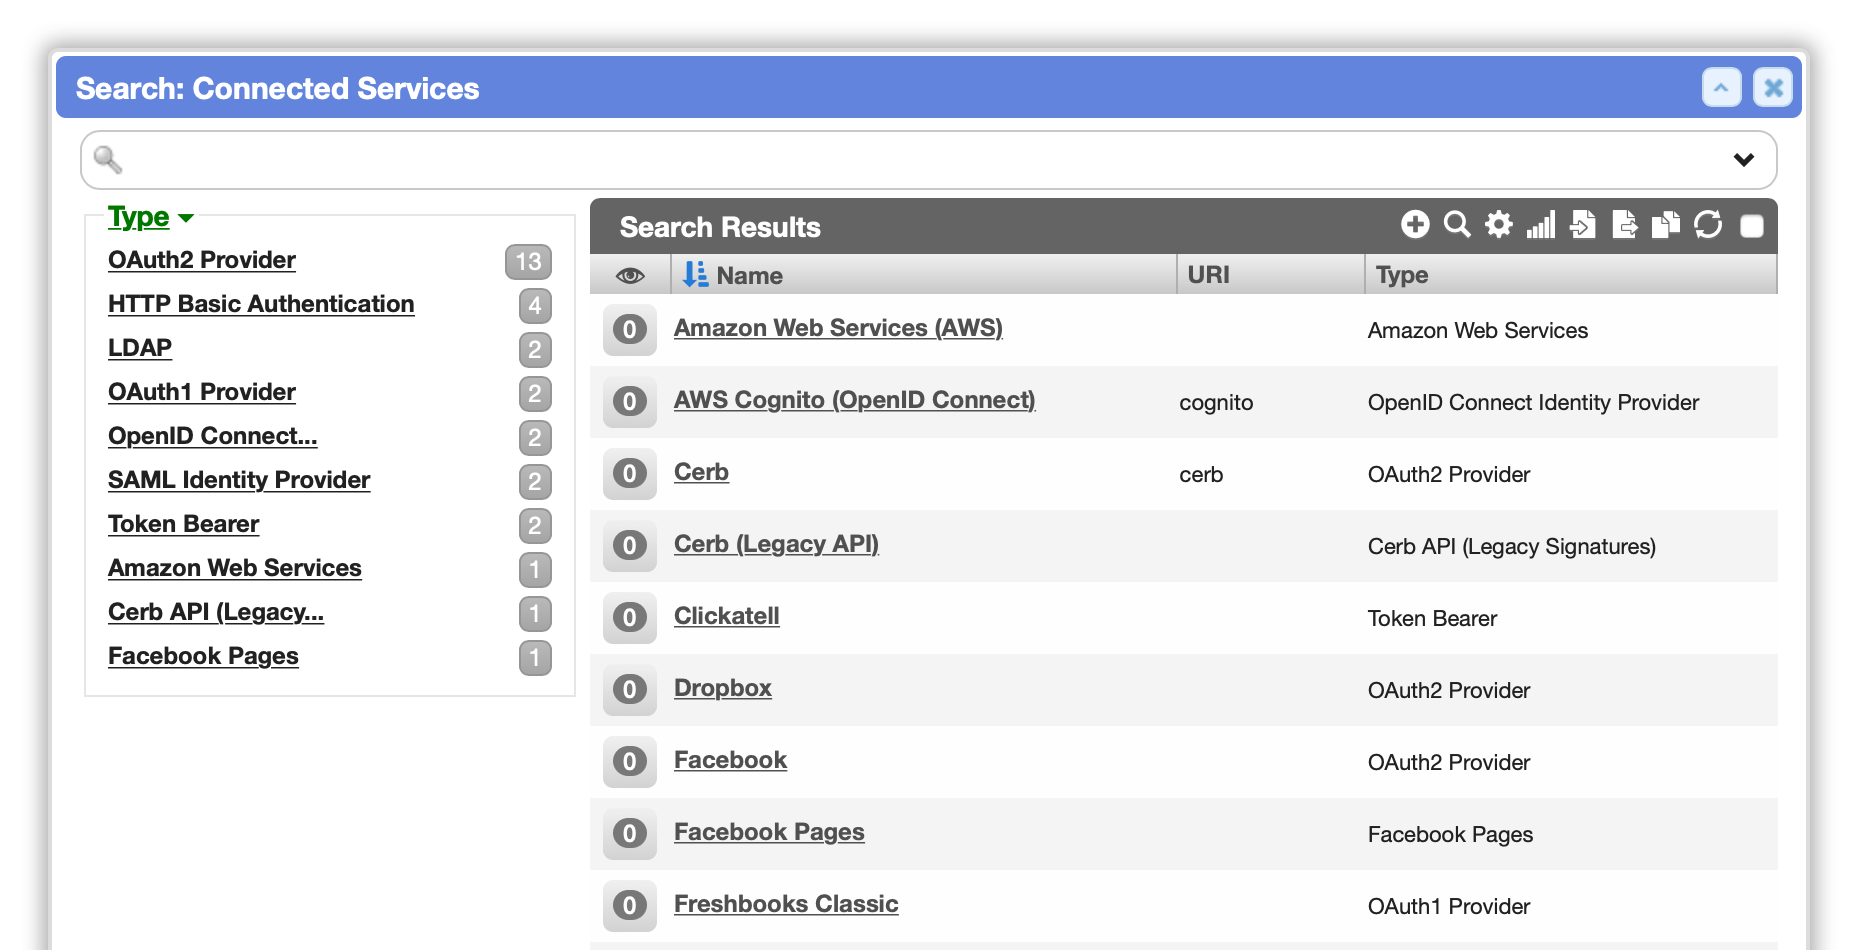 Search: Connected Services
Type
OAuth2 Provider 13
HTTP Basic Authentication 4
LDAP 2
OAuth1 Provider 2
OpenID Connect... 2
SAML Identity Provider 2
Token Bearer 2
Amazon Web Services 1
Cerb API (Legacy... 1
Facebook Pages 1
Search Results
Name URI Type
0 Amazon Web Services (AWS) Amazon Web Services
0 AWS Cognito (OpenID Connect) cognito OpenID Connect Identity Provider
0 Cerb cerb OAuth2 Provider
0 Cerb (Legacy API) Cerb API (Legacy Signatures)
0 Clickatell Token Bearer
0 Dropbox OAuth2 Provider
0 Facebook OAuth2 Provider
0 Facebook Pages Facebook Pages
0 Freshbooks Classic OAuth1 Provider